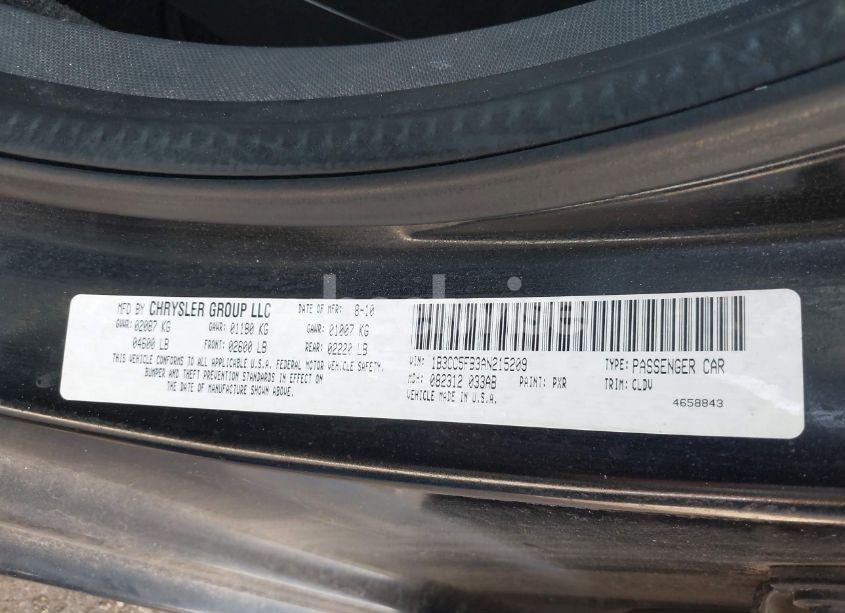 MFD BY CHRYSLER GROUP LLC DATE OF MFR: 8-10
GVWR: 02087 KG GAWR: 01180 KG GAWR: 01007 KG
04600 LB FRONT: 02600 LB REAR: 02220 LB
THIS VEHICLE CONFORMS TO ALL APPLICABLE U.S.A. FEDERAL MOTOR VEHICLE SAFETY,
BUMPER AND THEFT PREVENTION STANDARDS IN EFFECT ON
THE DATE OF MANUFACTURE SHOWN ABOVE.
VIN: 1B3CC5FB3AN215209 TYPE: PASSENGER CAR
MDH: 082312 033AB PAINT: PXR TRIM: CLDV
VEHICLE MADE IN U.S.A. 4658843